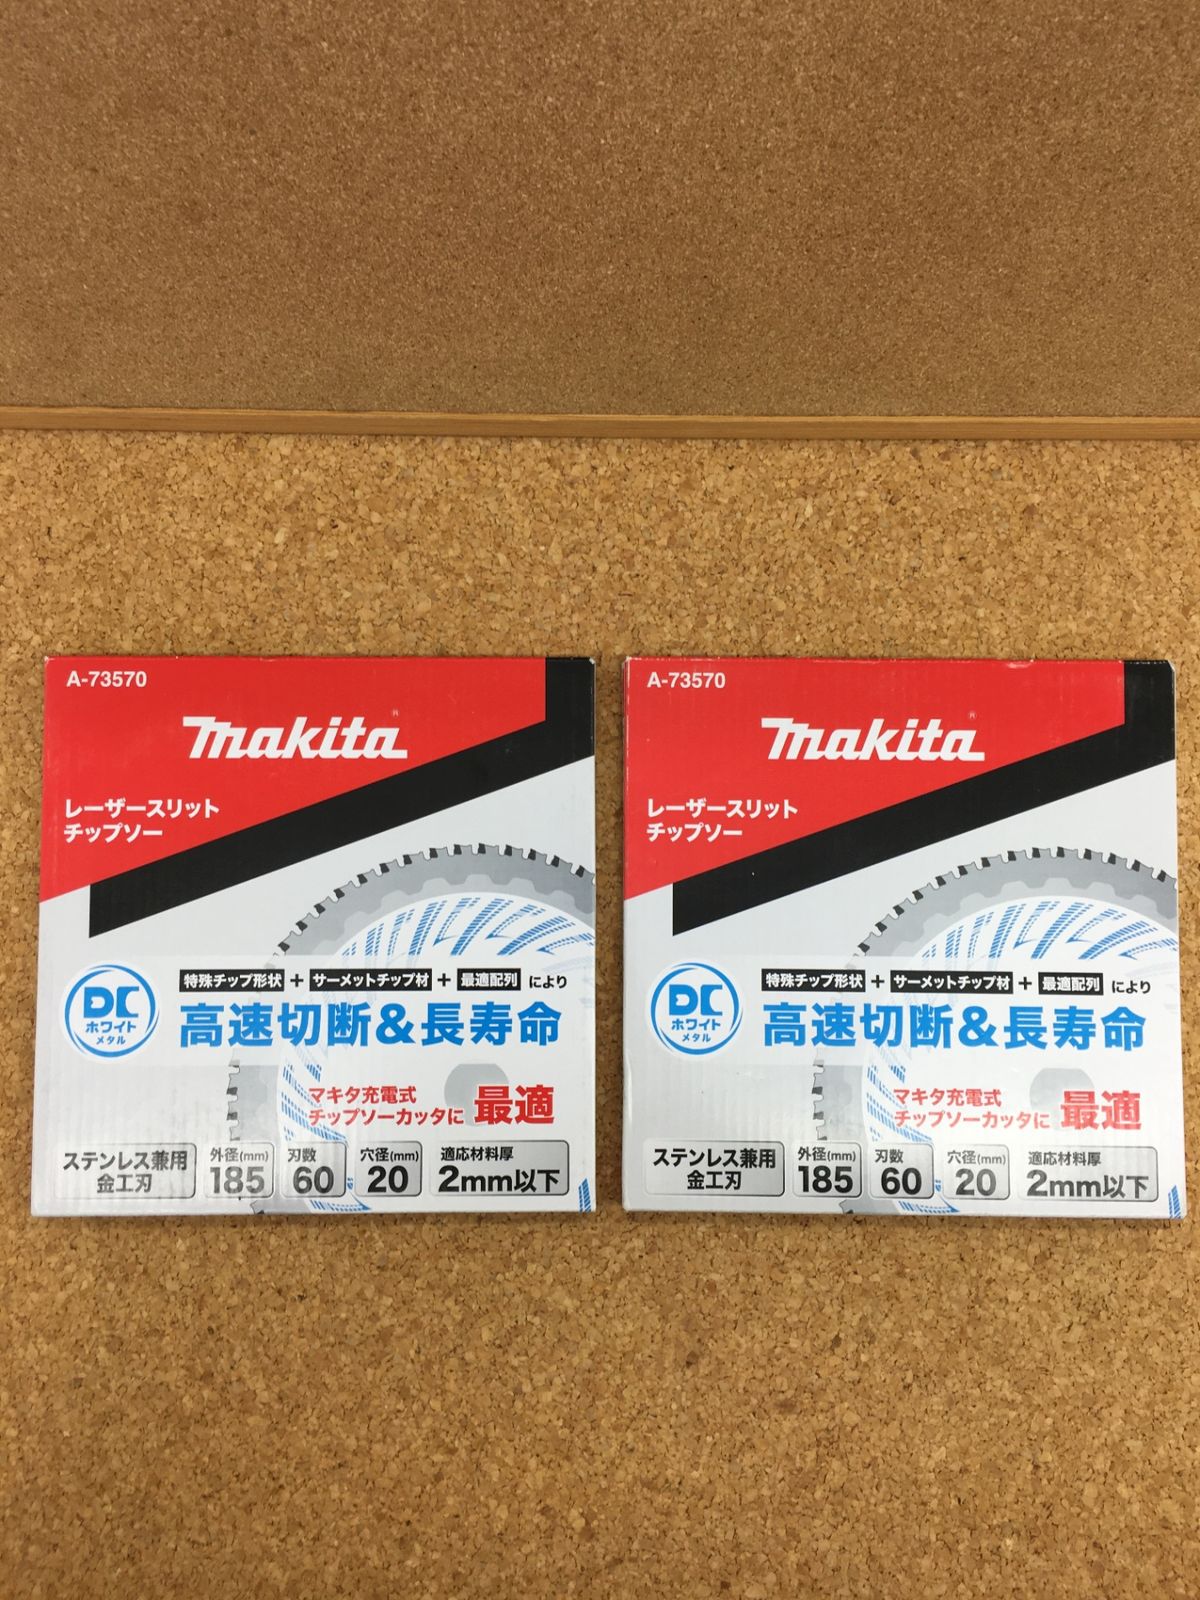 A-73570
makita®
レーザースリット
チップソー
DC
ホワイト
メタル
特殊チップ形状+サーメットチップ材+最適配列により
高速切断&長寿命
マキタ充電式
チップソーカッタに 最適
ステンレス兼用
金工刃
外径(mm)
185
刃数
60
穴径(mm)
20
適応材料厚
2mm以下
A-73570
makita®
レーザースリット
チップソー
DC
ホワイト
メタル
特殊チップ形状+サーメットチップ材+最適配列により
高速切断&長寿命
マキタ充電式
チップソーカッタに 最適
ステンレス兼用
金工刃
外径(mm)
185
刃数
60
穴径(mm)
20
適応材料厚
2mm以下